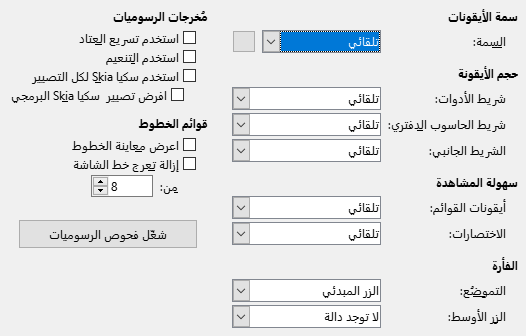 سمة الأيقونات
السمة:
تلقائي
حجم الأيقونة
شريط الأدوات:
تلقائي
شريط الحاسوب الدفتري:
تلقائي
الشريط الجانبي:
تلقائي
سهولة المشاهدة
أيقونات القوائم:
تلقائي
الاختصارات:
تلقائي
الفأرة
التموضُع:
الزر المبدئي
الزر الأوسط:
لا توجد دالة
مُخرجات الرسوميات
استخدم تسريع العتاد
استخدم التنعيم
استخدم سكيا Skia لكل التصيير
افرض تصيير سكيا Skia البرمجي
قوائم الخطوط
اعرض معاينة الخطوط
إزالة تعرج خط الشاشة
مِن:
8
شغّل فحوص الرسوميات